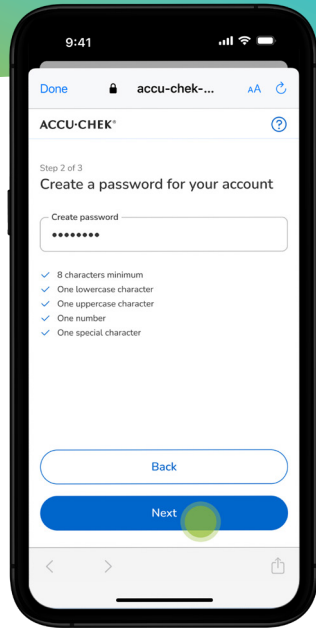 9:41
Done accu-chek-... AA
ACCU-CHEK®
?
Step 2 of 3
Create a password for your account
Create password
••••••••
8 characters minimum
One lowercase character
One uppercase character
One number
One special character
Back
Next